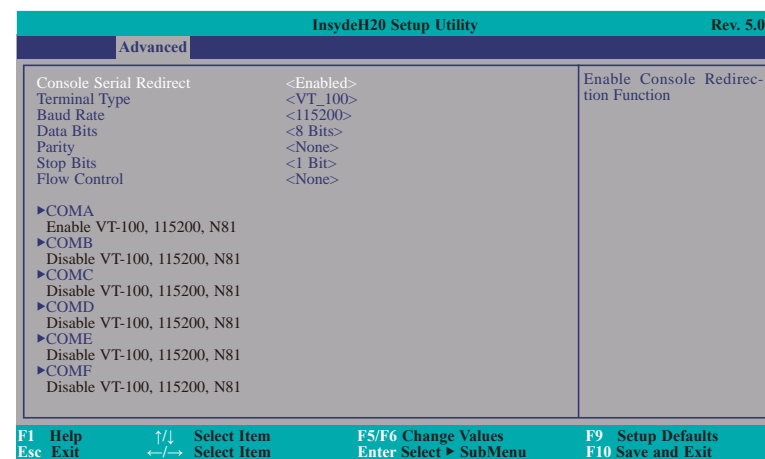 InsydeH20 Setup Utility Rev. 5.0
Advanced
Console Serial Redirect <Enabled>
Terminal Type <VT_100>
Baud Rate <115200>
Data Bits <8 Bits>
Parity <None>
Stop Bits <1 Bit>
Flow Control <None>
▶COMA
Enable VT-100, 115200, N81
▶COMB
Disable VT-100, 115200, N81
▶COMC
Disable VT-100, 115200, N81
▶COMD
Disable VT-100, 115200, N81
▶COME
Disable VT-100, 115200, N81
▶COMF
Disable VT-100, 115200, N81
Enable Console Redirec-
tion Function
F1 Help ↑/↓ Select Item F5/F6 Change Values F9 Setup Defaults
Esc Exit ←/→ Select Item Enter Select ▶ SubMenu F10 Save and Exit